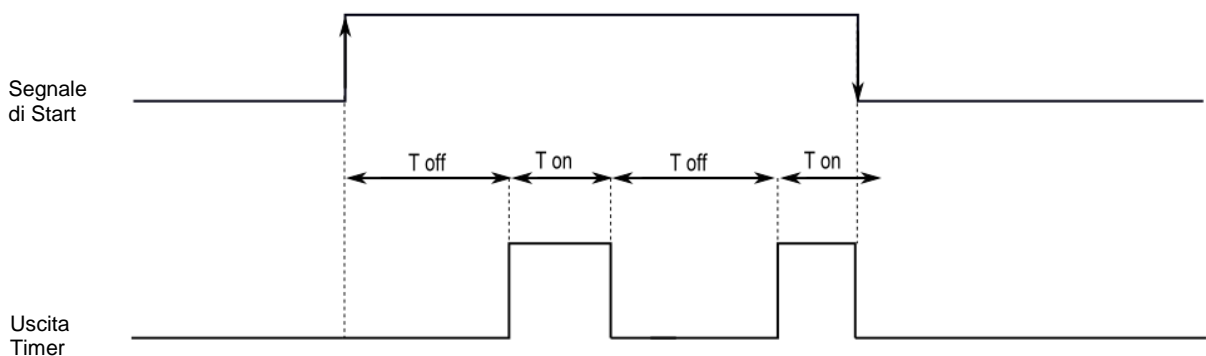 Segnale
di Start
T off
T on
T off
T on
Uscita
Timer